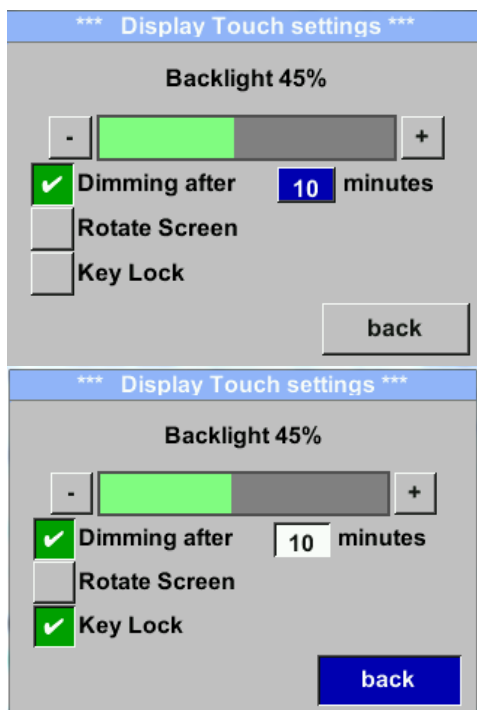 *** Display Touch settings ***
Backlight 45%
- +
Dimming after 10 minutes
Rotate Screen
Key Lock
back
*** Display Touch settings ***
Backlight 45%
- +
Dimming after 10 minutes
Rotate Screen
Key Lock
back